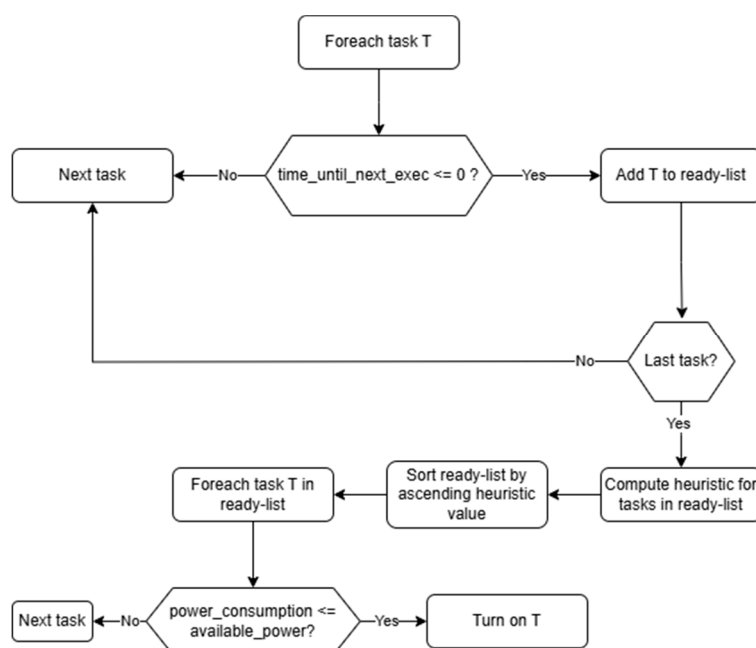 Foreach task T
Next task
No
time_until_next_exec <= 0 ?
Yes
Add T to ready-list
No
Last task?
Yes
Foreach task T in
ready-list
Sort ready-list by
ascending heuristic
value
Compute heuristic for
tasks in ready-list
Next task
No
power_consumption <=
available_power?
Yes
Turn on T